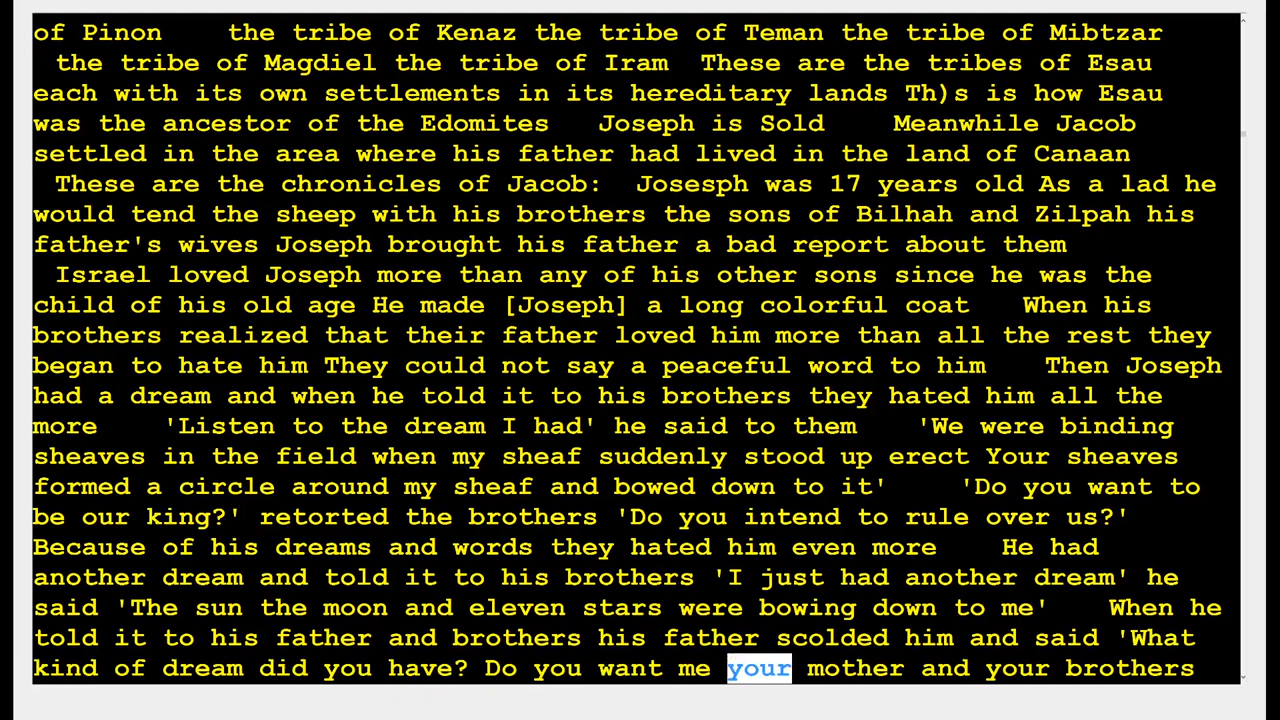 of Pinon the tribe of Kenaz the tribe of Teman the tribe of Mibtzar
the tribe of Magdiel the tribe of Iram These are the tribes of Esau
each with its own settlements in its hereditary lands Th)s is how Esau
was the ancestor of the Edomites Joseph is Sold Meanwhile Jacob
settled in the area where his father had lived in the land of Canaan
These are the chronicles of Jacob: Josesph was 17 years old As a lad he
would tend the sheep with his brothers the sons of Bilhah and Zilpah his
father's wives Joseph brought his father a bad report about them
Israel loved Joseph more than any of his other sons since he was the
child of his old age He made [Joseph] a long colorful coat When his
brothers realized that their father loved him more than all the rest they
began to hate him They could not say a peaceful word to him Then Joseph
had a dream and when he told it to his brothers they hated him all the
more 'Listen to the dream I had' he said to them 'We were binding
sheaves in the field when my sheaf suddenly stood up erect Your sheaves
formed a circle around my sheaf and bowed down to it' 'Do you want to
be our king?' retorted the brothers 'Do you intend to rule over us?'
Because of his dreams and words they hated him even more He had
another dream and told it to his brothers 'I just had another dream' he
said 'The sun the moon and eleven stars were bowing down to me' When he
told it to his father and brothers his father scolded him and said 'What
kind of dream did you have? Do you want me your mother and your brothers